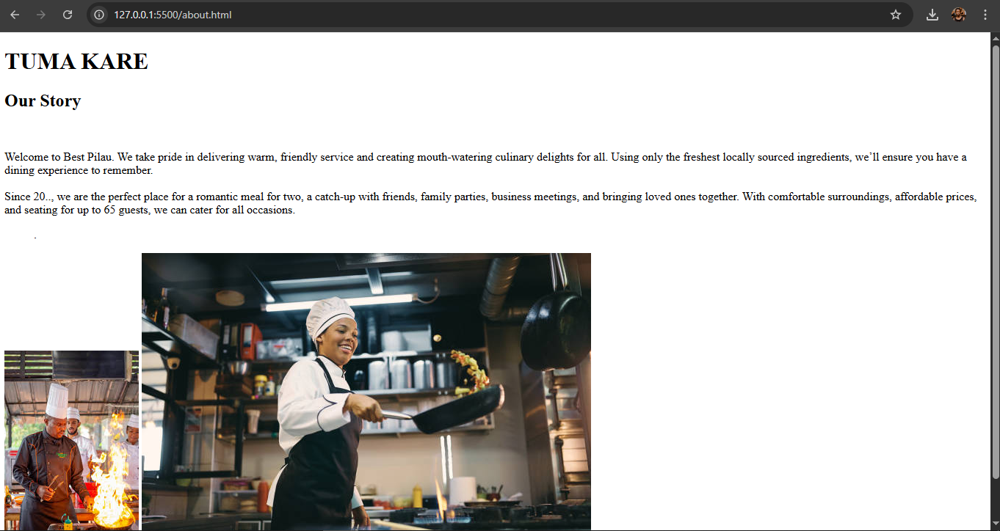 127.0.0.1:5500/about.html
TUMA KARE
Our Story
Welcome to Best Pilau. We take pride in delivering warm, friendly service and creating mouth-watering culinary delights for all. Using only the freshest locally sourced ingredients, we’ll ensure you have a
dining experience to remember.
Since 20.., we are the perfect place for a romantic meal for two, a catch-up with friends, family parties, business meetings, and bringing loved ones together. With comfortable surroundings, affordable prices,
and seating for up to 65 guests, we can cater for all occasions.
.